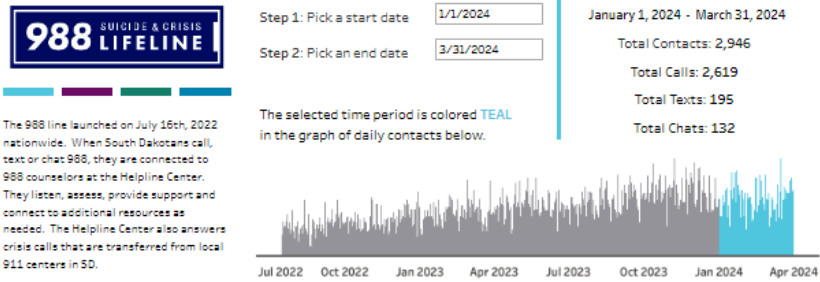 988 SUICIDE & CRISIS LIFELINE
The 988 line launched on July 16th, 2022
nationwide. When South Dakotans call,
text or chat 988, they are connected to
988 counselors at the Helpline Center.
They listen, assess, provide support and
connect to additional resources as
needed. The Helpline Center also answers
crisis calls that are transferred from local
911 centers in SD.
Step 1: Pick a start date 1/1/2024
Step 2: Pick an end date 3/31/2024
The selected time period is colored TEAL
in the graph of daily contacts below.
January 1, 2024 - March 31, 2024
Total Contacts: 2,946
Total Calls: 2,619
Total Texts: 195
Total Chats: 132
Jul 2022 Oct 2022 Jan 2023 Apr 2023 Jul 2023 Oct 2023 Jan 2024 Apr 2024